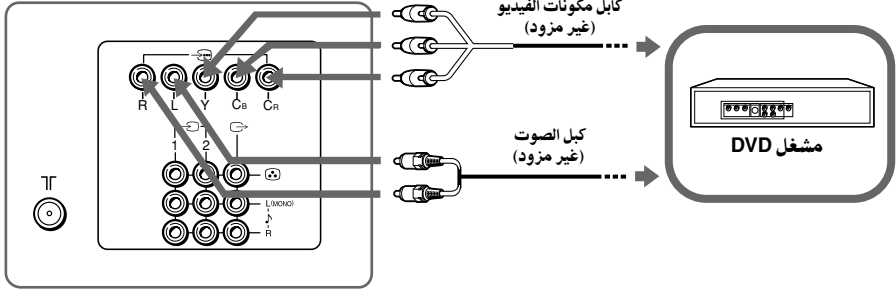 كابل مكونات الفيديو
(غير مزود)
R L Y CB CR
1 2
L(MONO)
R
كبل الصوت
(غير مزود)
مشغل DVD